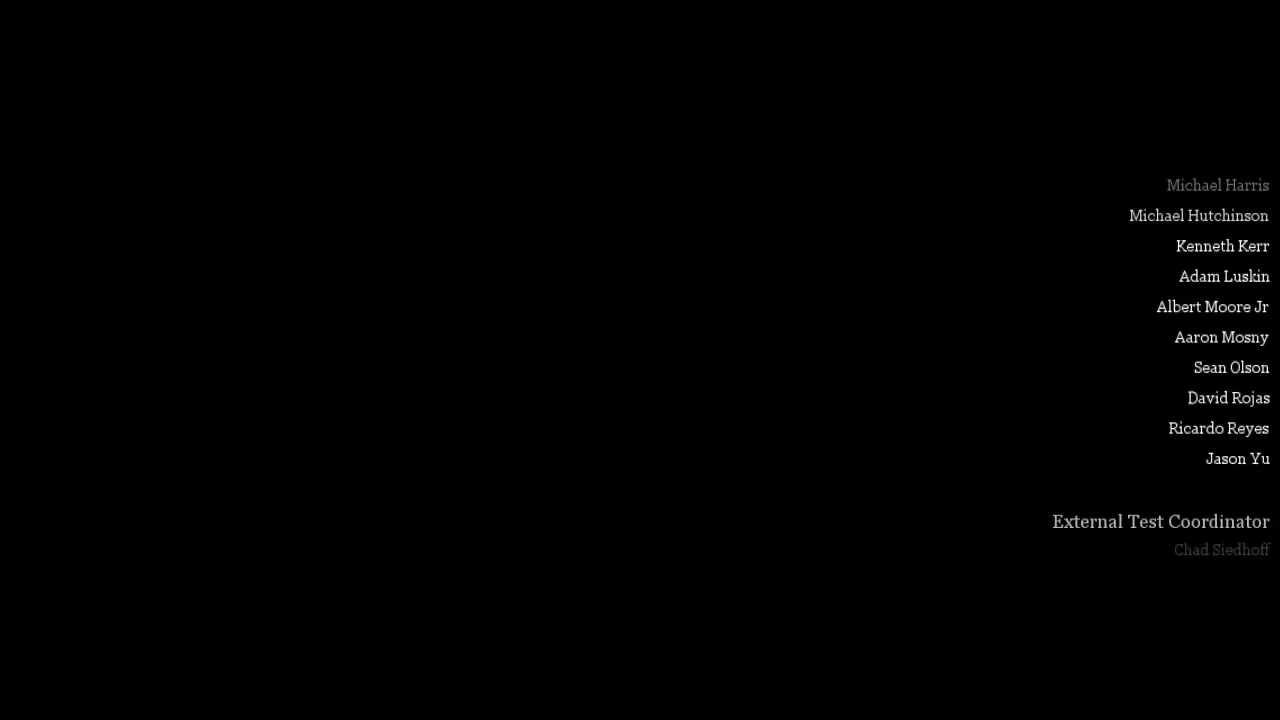 Michael Harris
Michael Hutchinson
Kenneth Kerr
Adam Luskin
Albert Moore Jr
Aaron Mosny
Sean Olson
David Rojas
Ricardo Reyes
Jason Yu
External Test Coordinator
Chad Siedhoff